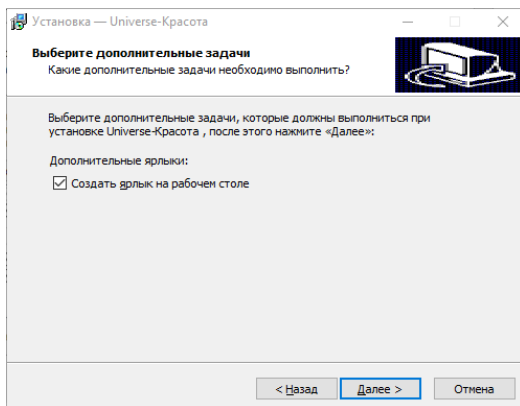 Установка — Universe-Красота
Выберите дополнительные задачи
Какие дополнительные задачи необходимо выполнить?
Выберите дополнительные задачи, которые должны выполниться при
установке Universe-Красота , после этого нажмите «Далее»:
Дополнительные ярлыки:
Создать ярлык на рабочем столе
< Назад
Далее >
Отмена